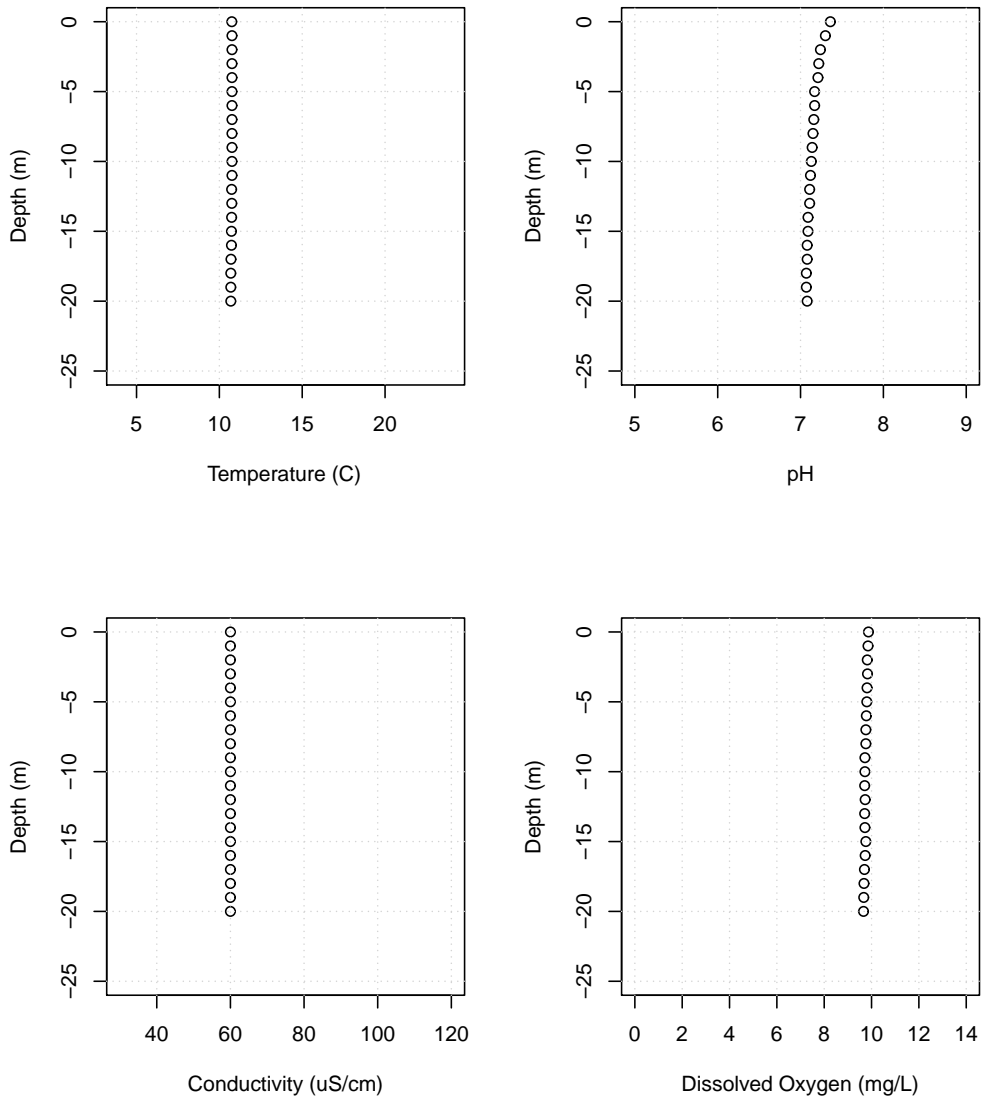 0
−5
−10
−15
−20
−25
Depth (m)
5 10 15 20
Temperature (C)
0
−5
−10
−15
−20
−25
Depth (m)
5 6 7 8 9
pH
0
−5
−10
−15
−20
−25
Depth (m)
40 60 80 100 120
Conductivity (uS/cm)
0
−5
−10
−15
−20
−25
Depth (m)
0 2 4 6 8 10 12 14
Dissolved Oxygen (mg/L)